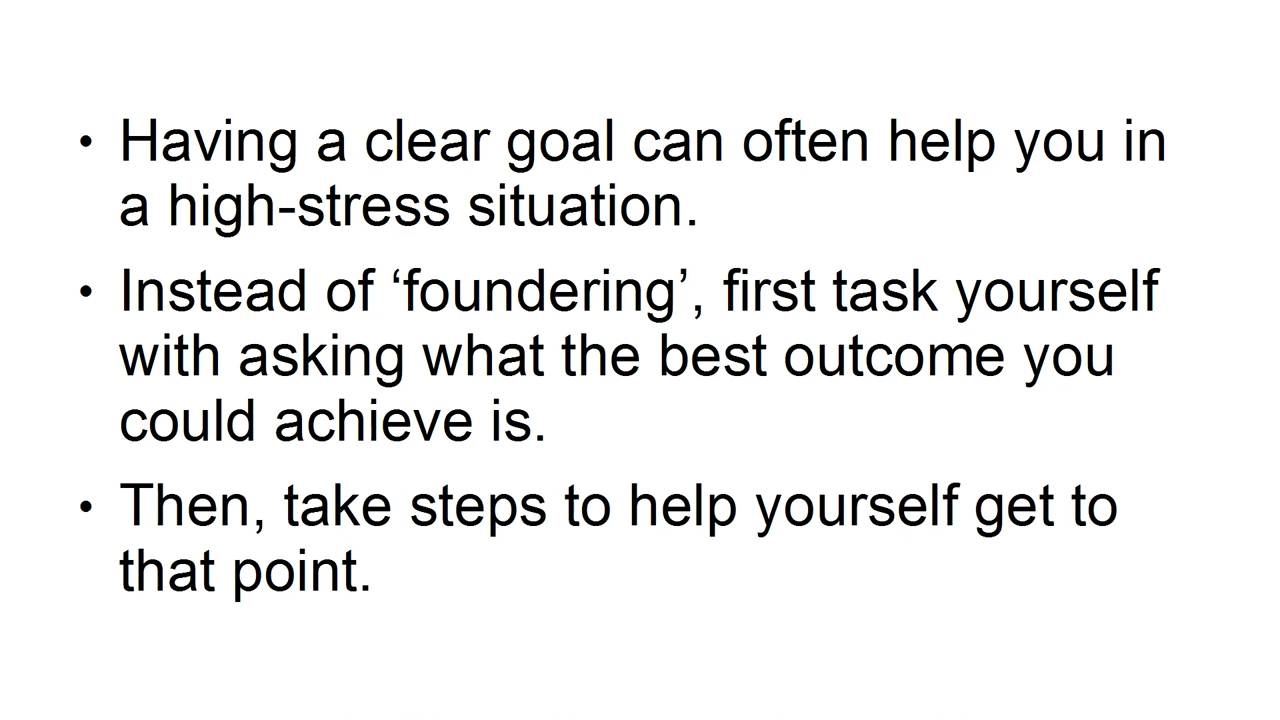 • Having a clear goal can often help you in
a high-stress situation.
• Instead of ‘foundering’, first task yourself
with asking what the best outcome you
could achieve is.
• Then, take steps to help yourself get to
that point.